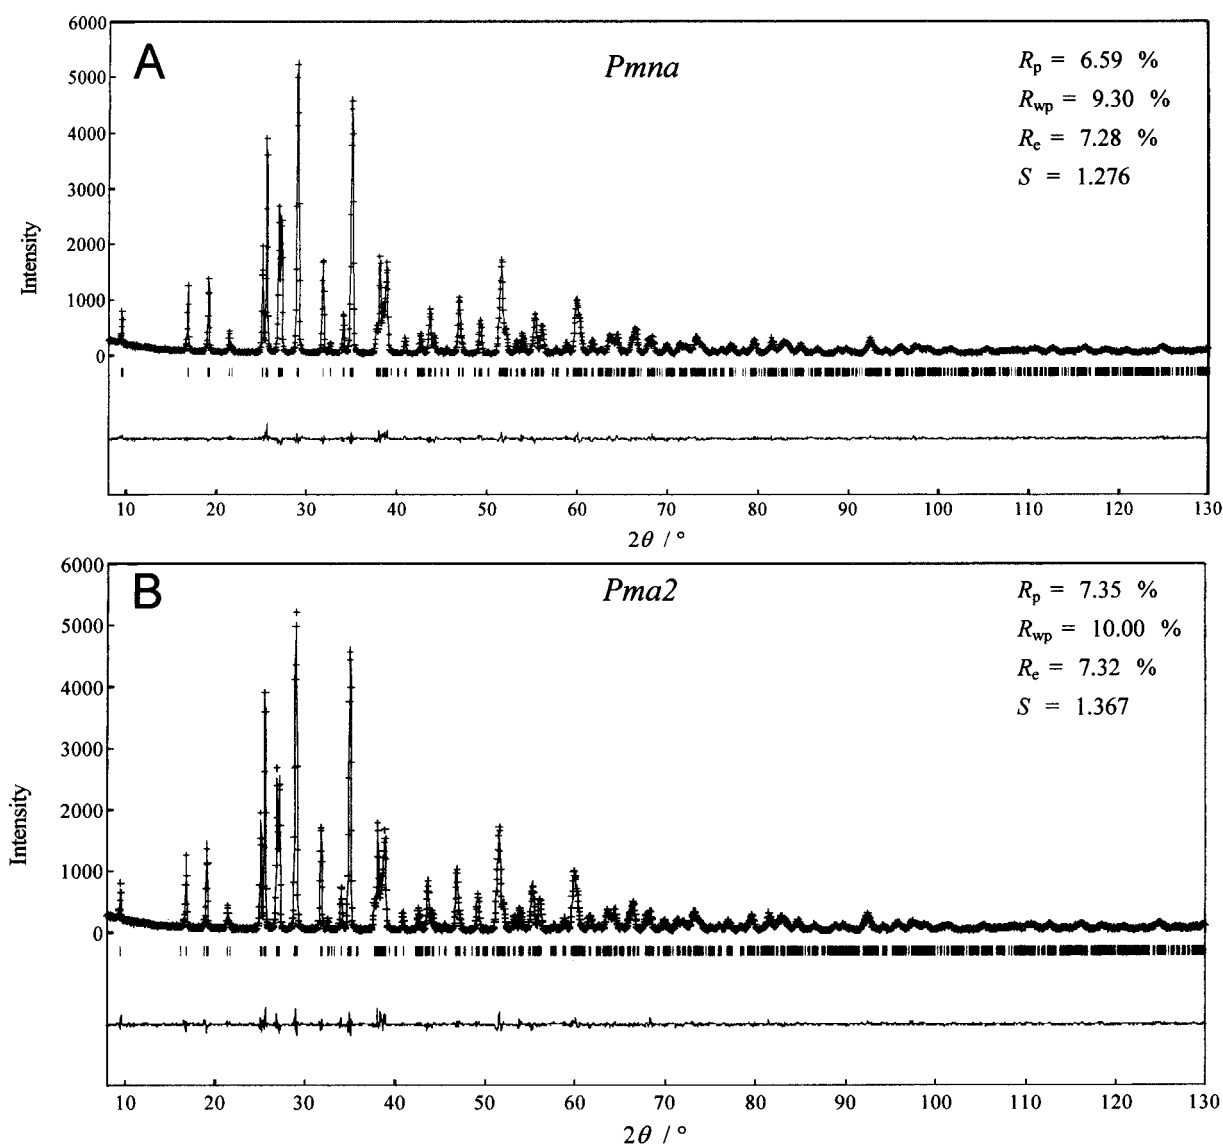 6000
A
Pmna
Rp = 6.59 %
5000
Rwp = 9.30 %
4000
Re = 7.28 %
S = 1.276
3000
2000
1000
0
Intensity
10 20 30 40 50 60 70 80 90 100 110 120 130
2θ / °
6000
B
Pma2
Rp = 7.35 %
5000
Rwp = 10.00 %
Re = 7.32 %
4000
S = 1.367
3000
2000
1000
0
Intensity
10 20 30 40 50 60 70 80 90 100 110 120 130
2θ / °